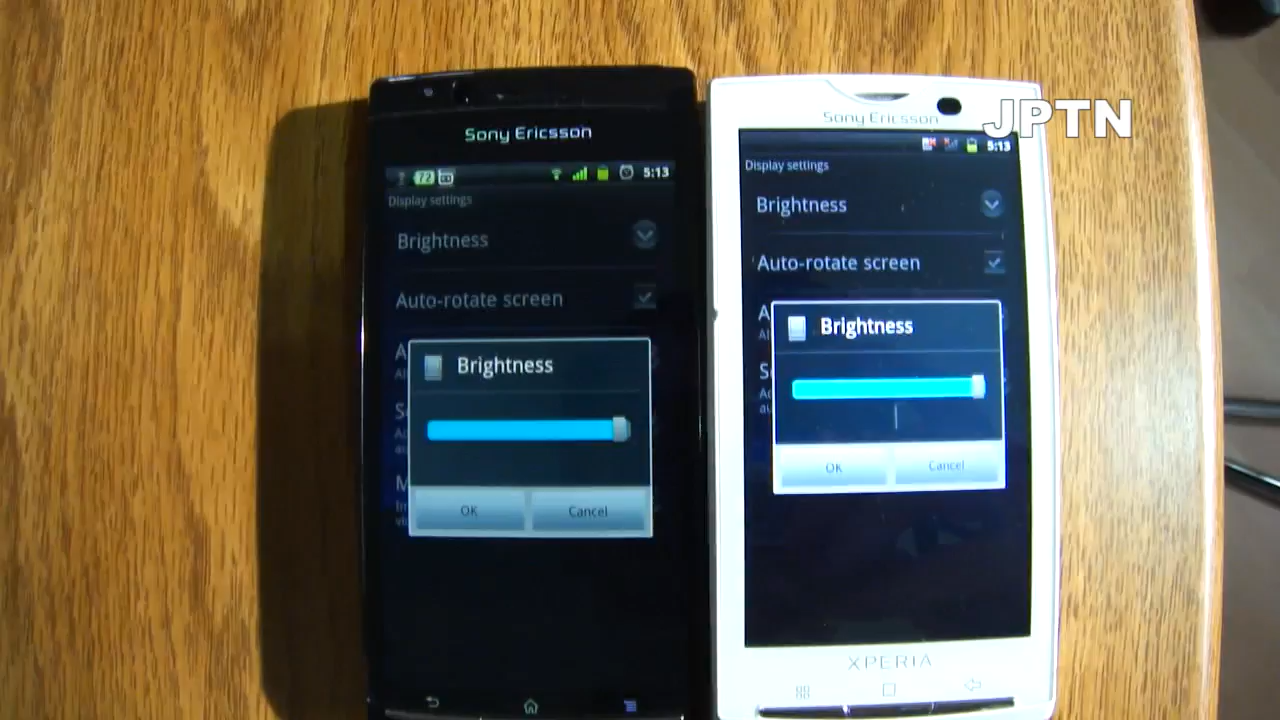 Sony Ericsson
72
5:13
Display settings
Brightness
Auto-rotate screen
Brightness
OK
Cancel
JPTN
Sony Ericsson
5:13
Display settings
Brightness
Auto-rotate screen
Brightness
OK
Cancel
XPERIA